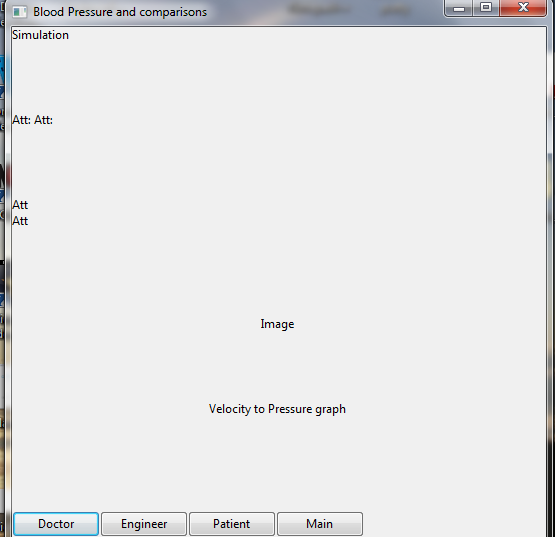 Blood Pressure and comparisons
Simulation
Att: Att:
Att
Att
Image
Velocity to Pressure graph
Doctor Engineer Patient Main